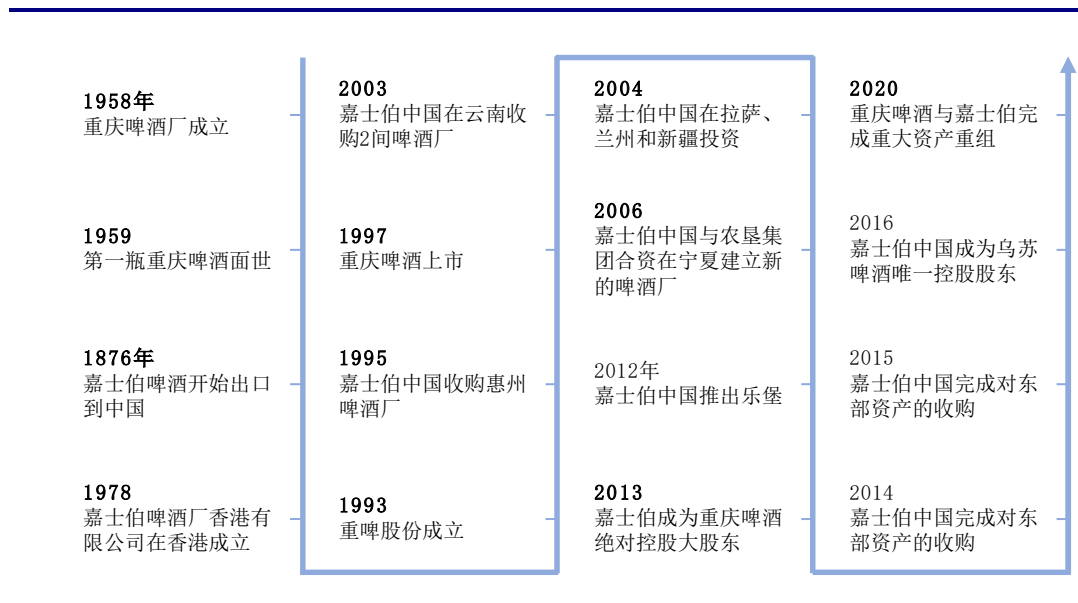 1958年
重庆啤酒厂成立
1959
第一瓶重庆啤酒面世
1876年
嘉士伯啤酒开始出口
到中国
1978
嘉士伯啤酒厂香港有
限公司在香港成立
2003
嘉士伯中国在云南收
购2间啤酒厂
1997
重庆啤酒上市
1995
嘉士伯中国收购惠州
啤酒厂
1993
重啤股份成立
2004
嘉士伯中国在拉萨、
兰州和新疆投资
2006
嘉士伯中国与农垦集
团合资在宁夏建立新
的啤酒厂
2012年
嘉士伯中国推出乐堡
2013
嘉士伯成为重庆啤酒
绝对控股大股东
2020
重庆啤酒与嘉士伯完
成重大资产重组
2016
嘉士伯中国成为乌苏
啤酒唯一控股股东
2015
嘉士伯中国完成对东
部资产的收购
2014
嘉士伯中国完成对东
部资产的收购